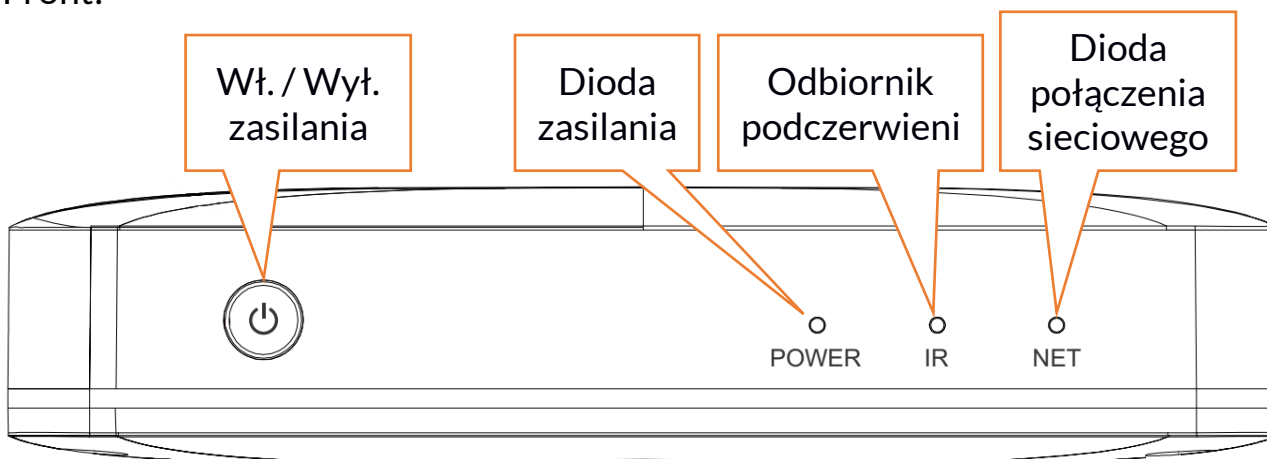 Front:
Wł. / Wył.
zasilania
Dioda
zasilania
Odbiornik
podczerwieni
Dioda
połączenia
sieciowego
POWER
IR
NET